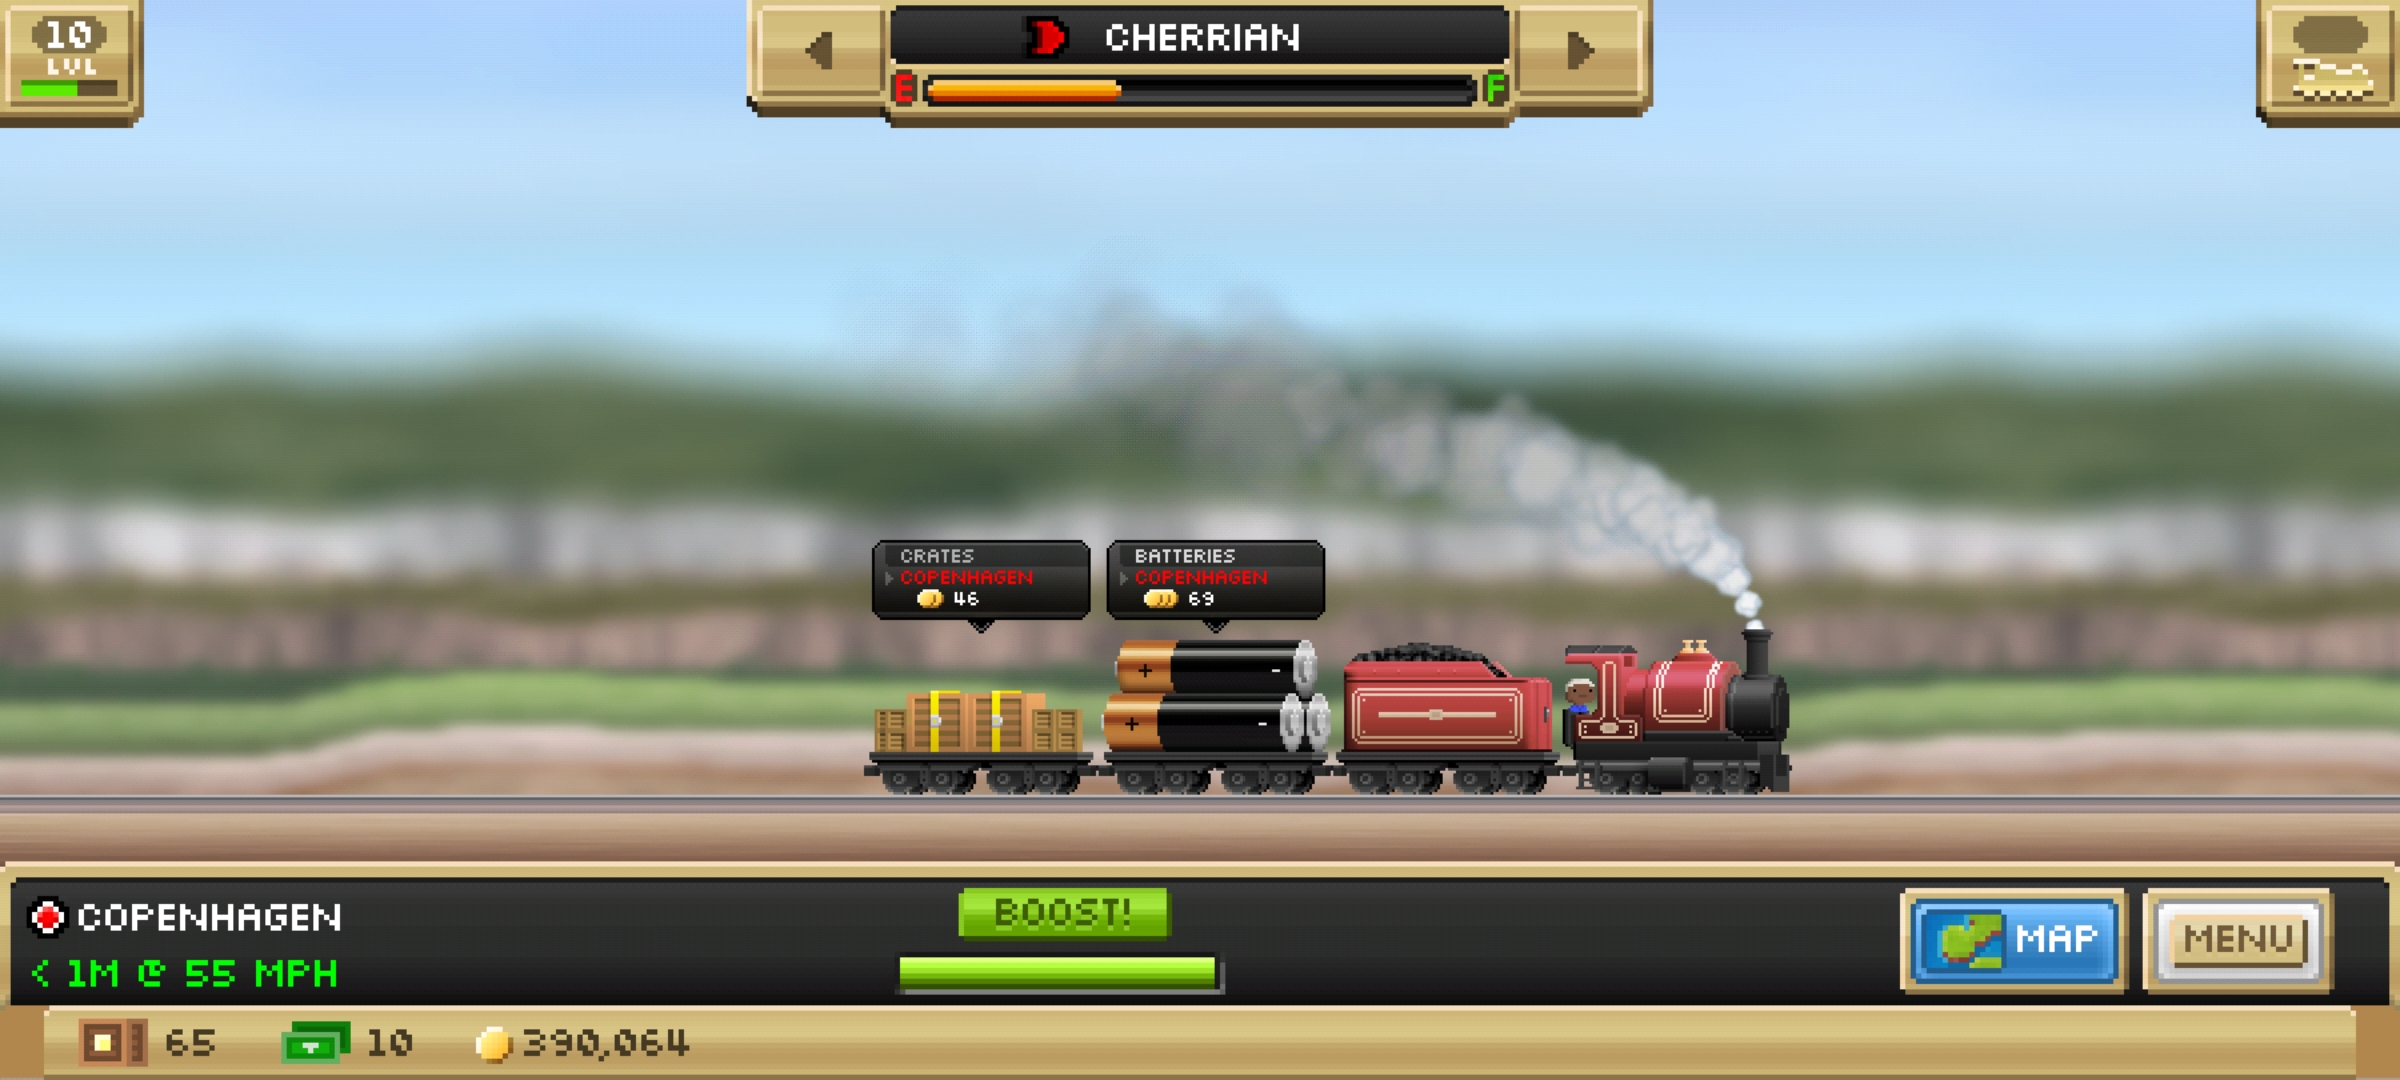 10
LVL
CHERRIAN
E F
CRATES
COPENHAGEN
46
BATTERIES
COPENHAGEN
69
+ -
+ -
COPENHAGEN
< 1M @ 55 MPH
BOOST!
MAP
MENU
65 10 390,064